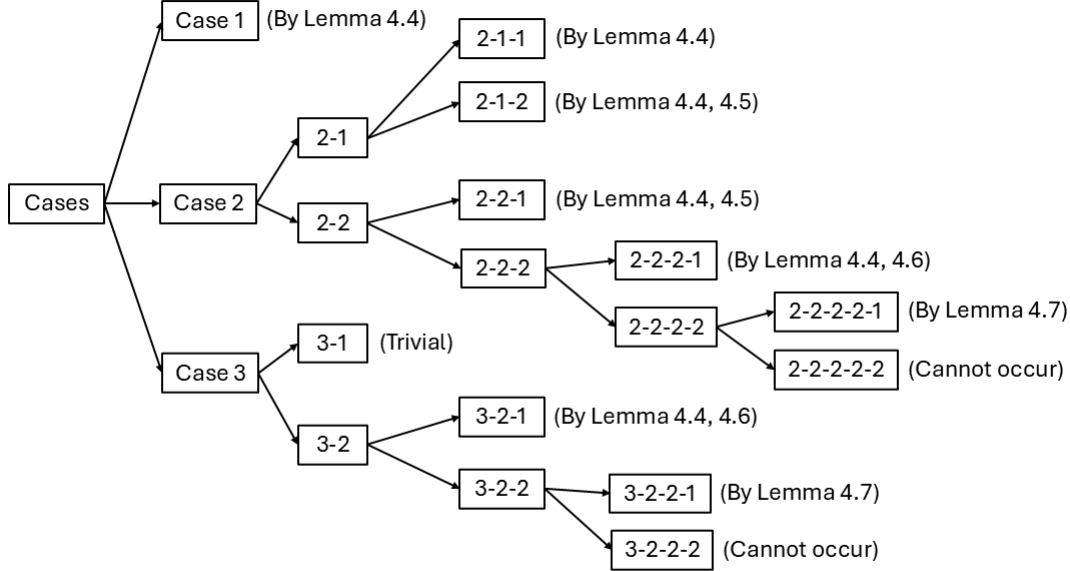 Case 1 (By Lemma 4.4)
2-1-1 (By Lemma 4.4)
2-1-2 (By Lemma 4.4, 4.5)
2-1
Cases
Case 2
2-2-1 (By Lemma 4.4, 4.5)
2-2
2-2-2
2-2-2-1 (By Lemma 4.4, 4.6)
2-2-2-2
2-2-2-2-1 (By Lemma 4.7)
2-2-2-2-2 (Cannot occur)
3-1 (Trivial)
Case 3
3-2-1 (By Lemma 4.4, 4.6)
3-2
3-2-2
3-2-2-1 (By Lemma 4.7)
3-2-2-2 (Cannot occur)